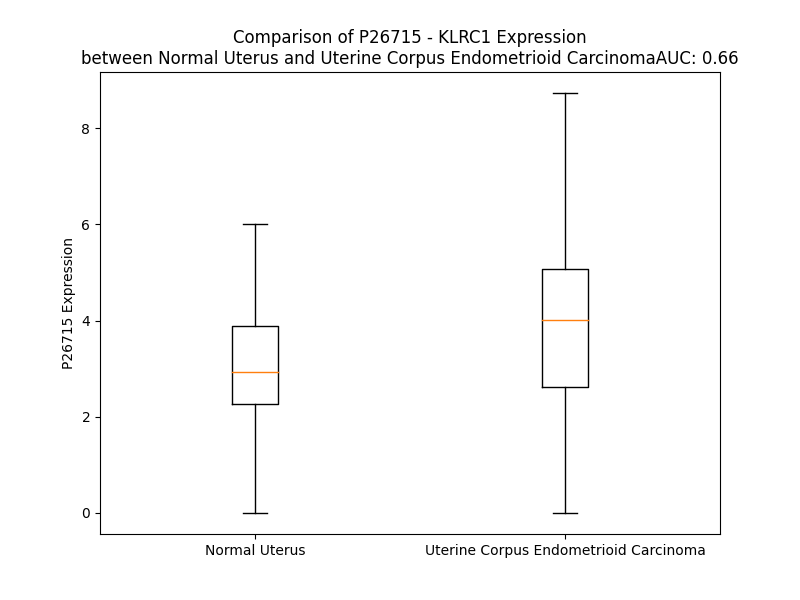 Comparison of P26715 - KLRC1 Expression
between Normal Uterus and Uterine Corpus Endometrioid CarcinomaAUC: 0.66
P26715 Expression
8
6
4
2
0
Normal Uterus
Uterine Corpus Endometrioid Carcinoma